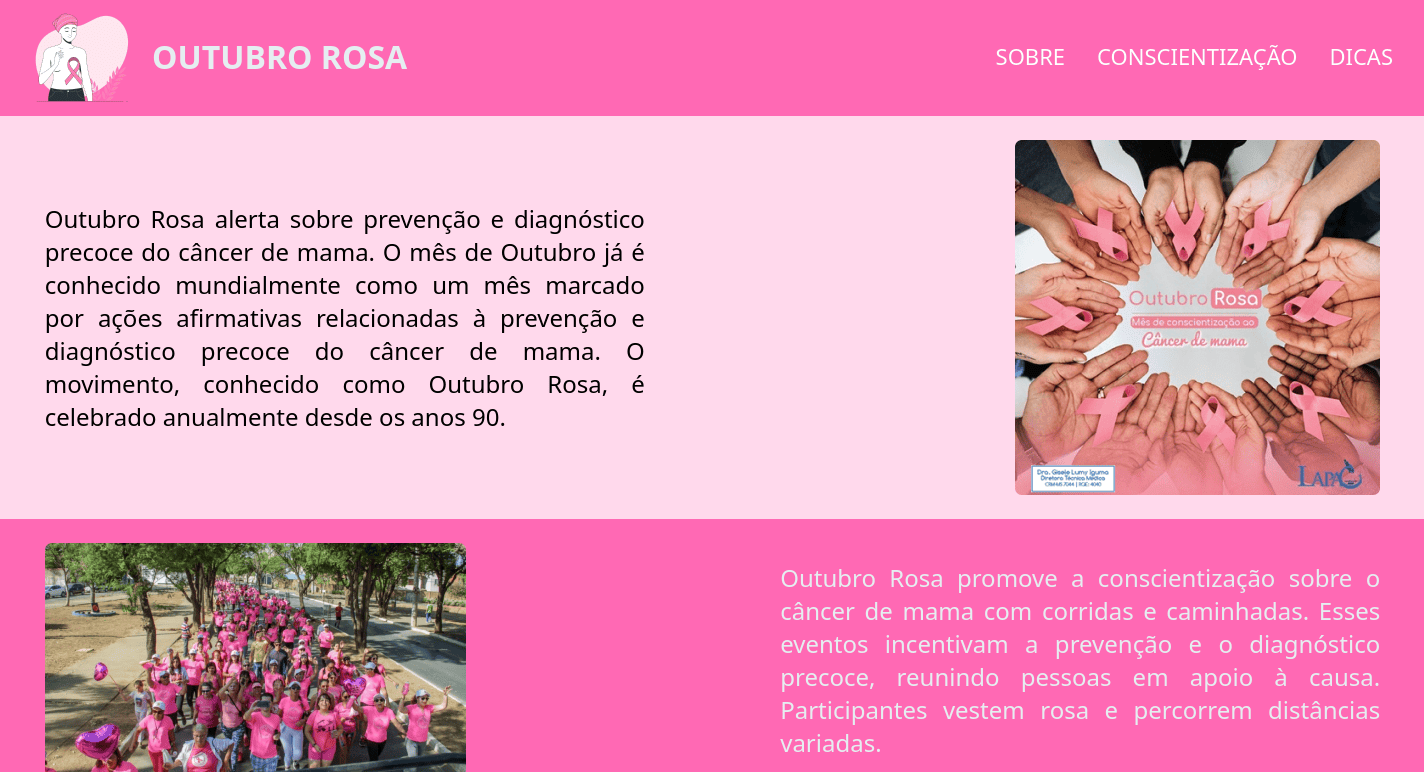 OUTUBRO ROSA
SOBRE
CONSCIENTIZAÇÃO
DICAS
Outubro Rosa alerta sobre prevenção e diagnóstico
precoce do câncer de mama. O mês de Outubro já é
conhecido mundialmente como um mês marcado
por ações afirmativas relacionadas à prevenção e
diagnóstico precoce do câncer de mama. O
movimento, conhecido como Outubro Rosa, é
celebrado anualmente desde os anos 90.
Outubro Rosa
Mês de conscientização ao
Câncer de mama
Dra. Gisele Lumy Iguma
Diretora Técnica Médica
LAPAC
Outubro Rosa promove a conscientização sobre o
câncer de mama com corridas e caminhadas. Esses
eventos incentivam a prevenção e o diagnóstico
precoce, reunindo pessoas em apoio à causa.
Participantes vestem rosa e percorrem distâncias
variadas.